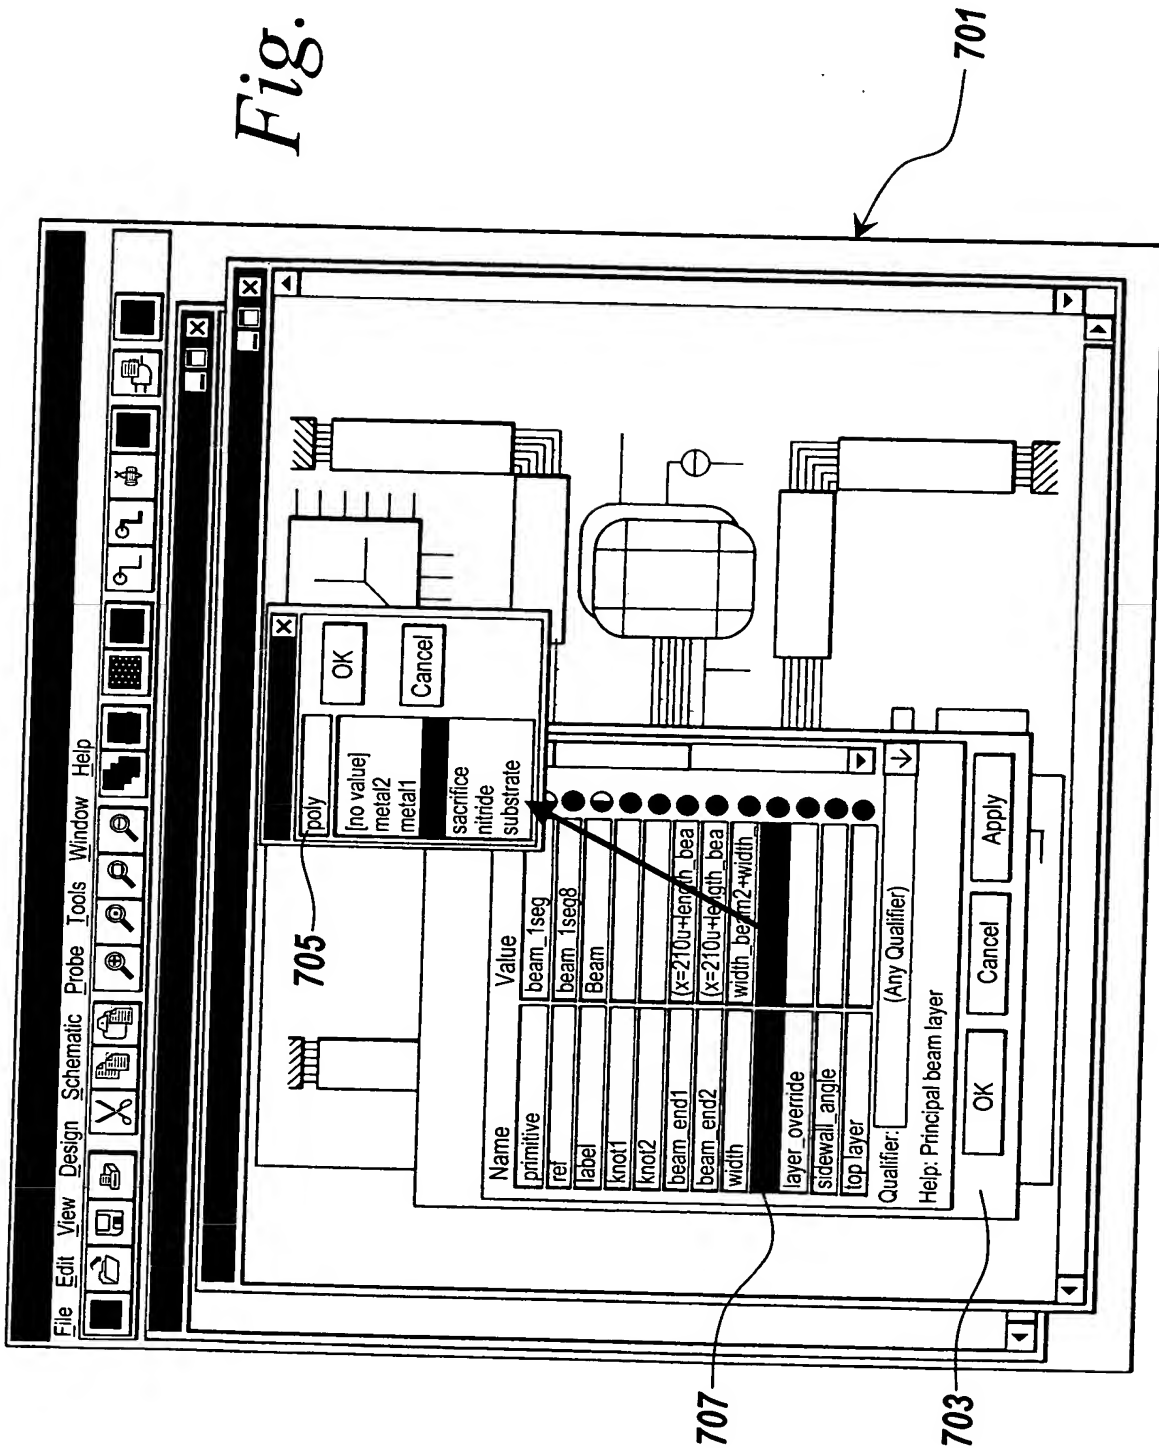 Fig.
701
File Edit View Design Schematic Probe Tools Window Help
705
poly
[no value]
metal2
metal1
sacrifice
nitride
substrate
OK
Cancel
Name Value
primitive beam_1seg
ref beam_1seg8
label Beam
knot1
knot2
beam_end1 (x=210u+length_bea
beam_end2 (x=210u+length_bea
width width_beam2+width_
layer_override
sidewall_angle
top layer
Qualifier: (Any Qualifier)
Help: Principal beam layer
OK Cancel Apply
707
703